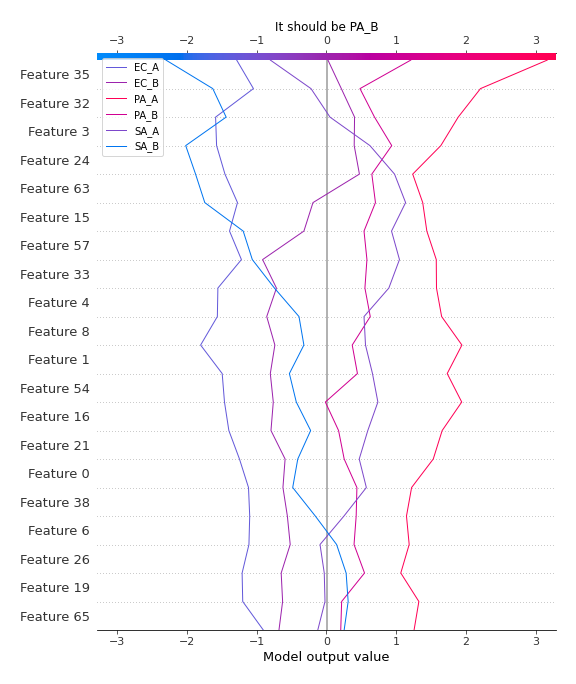 It should be PA_B
−3 −2 −1 0 1 2 3
EC_A
EC_B
PA_A
PA_B
SA_A
SA_B
Feature 35
Feature 32
Feature 3
Feature 24
Feature 63
Feature 15
Feature 57
Feature 33
Feature 4
Feature 8
Feature 1
Feature 54
Feature 16
Feature 21
Feature 0
Feature 38
Feature 6
Feature 26
Feature 19
Feature 65
−3 −2 −1 0 1 2 3
Model output value